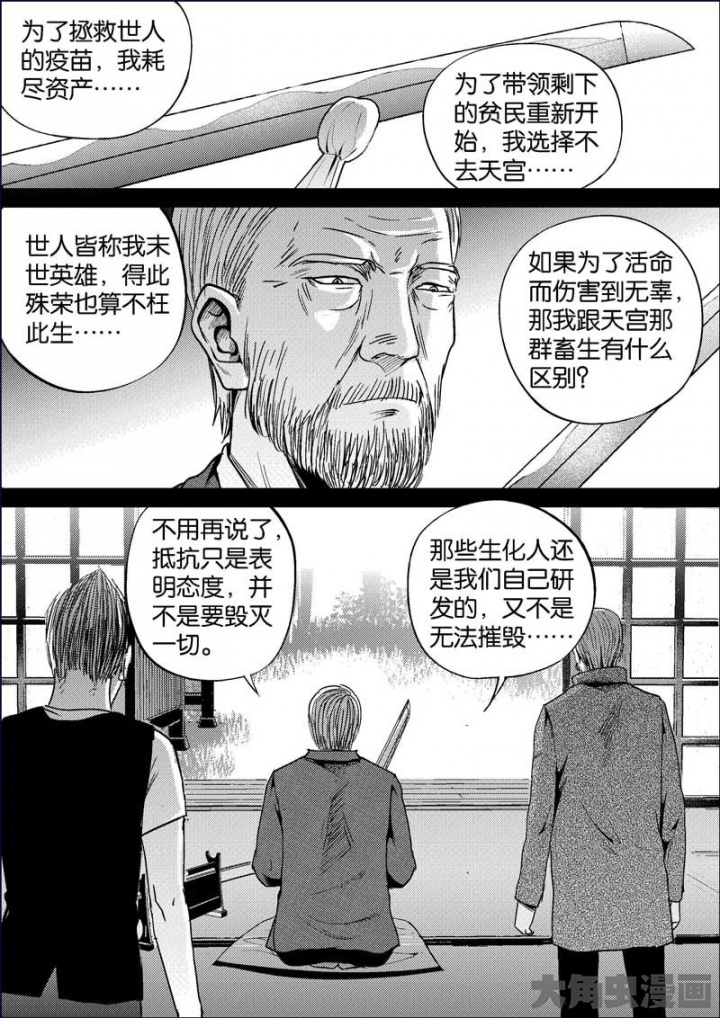 为了拯救世人
的疫苗，我耗
尽资产……
为了带领剩下
的贫民重新开
始，我选择不
去天宫……
世人皆称我末
世英雄，得此
殊荣也算不枉
此生……
如果为了活命
而伤害到无辜，
那我跟天宫那
群畜生有什么
区别？
不用再说了，
抵抗只是表
明态度，并
不是要毁灭
一切。
那些生化人还
是我们自己研
发的，又不是
无法摧毁……
大角虫漫画